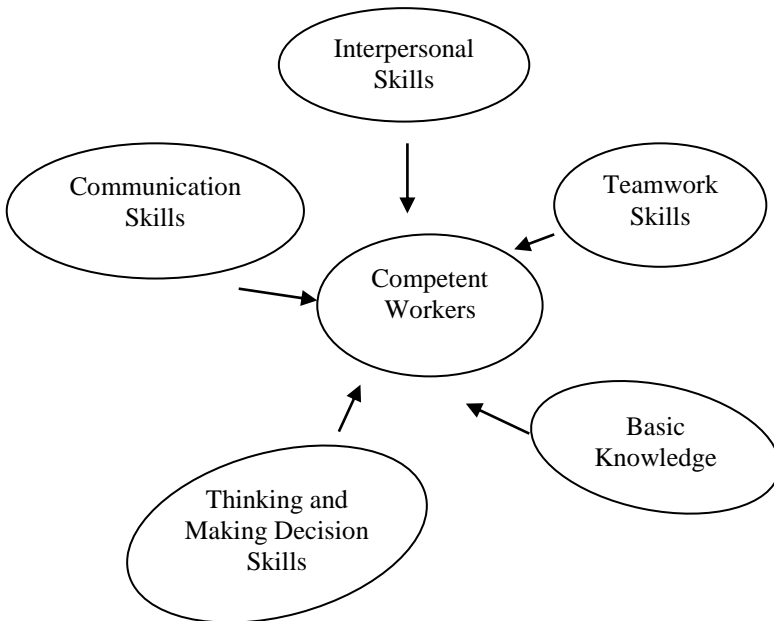 Interpersonal
Skills
Communication
Skills
Teamwork
Skills
Competent
Workers
Basic
Knowledge
Thinking and
Making Decision
Skills